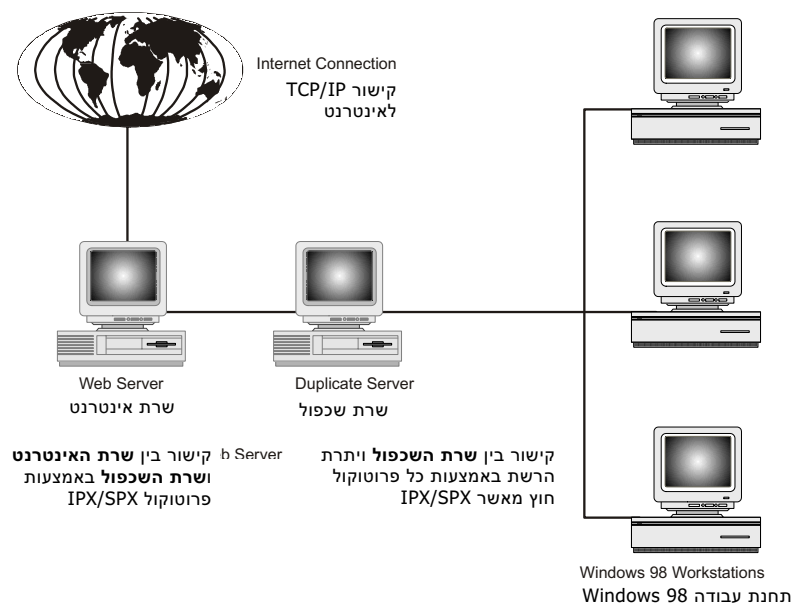 Internet Connection
קישור TCP/IP
לאינטרנט
Web Server
שרת אינטרנט
Duplicate Server
שרת שכפול
קישור בין שרת האינטרנט
ושרת השכפול באמצעות
פרוטוקול IPX/SPX
b Server
קישור בין שרת השכפול ויתרת
הרשת באמצעות כל פרוטוקול
חוץ מאשר IPX/SPX
Windows 98 Workstations
תחנת עבודה Windows 98